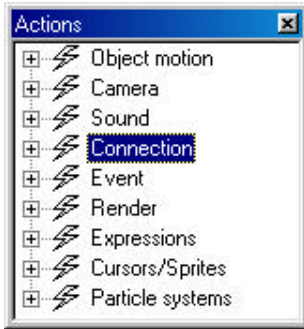 Actions
Object motion
Camera
Sound
Connection
Event
Render
Expressions
Cursors/Sprites
Particle systems